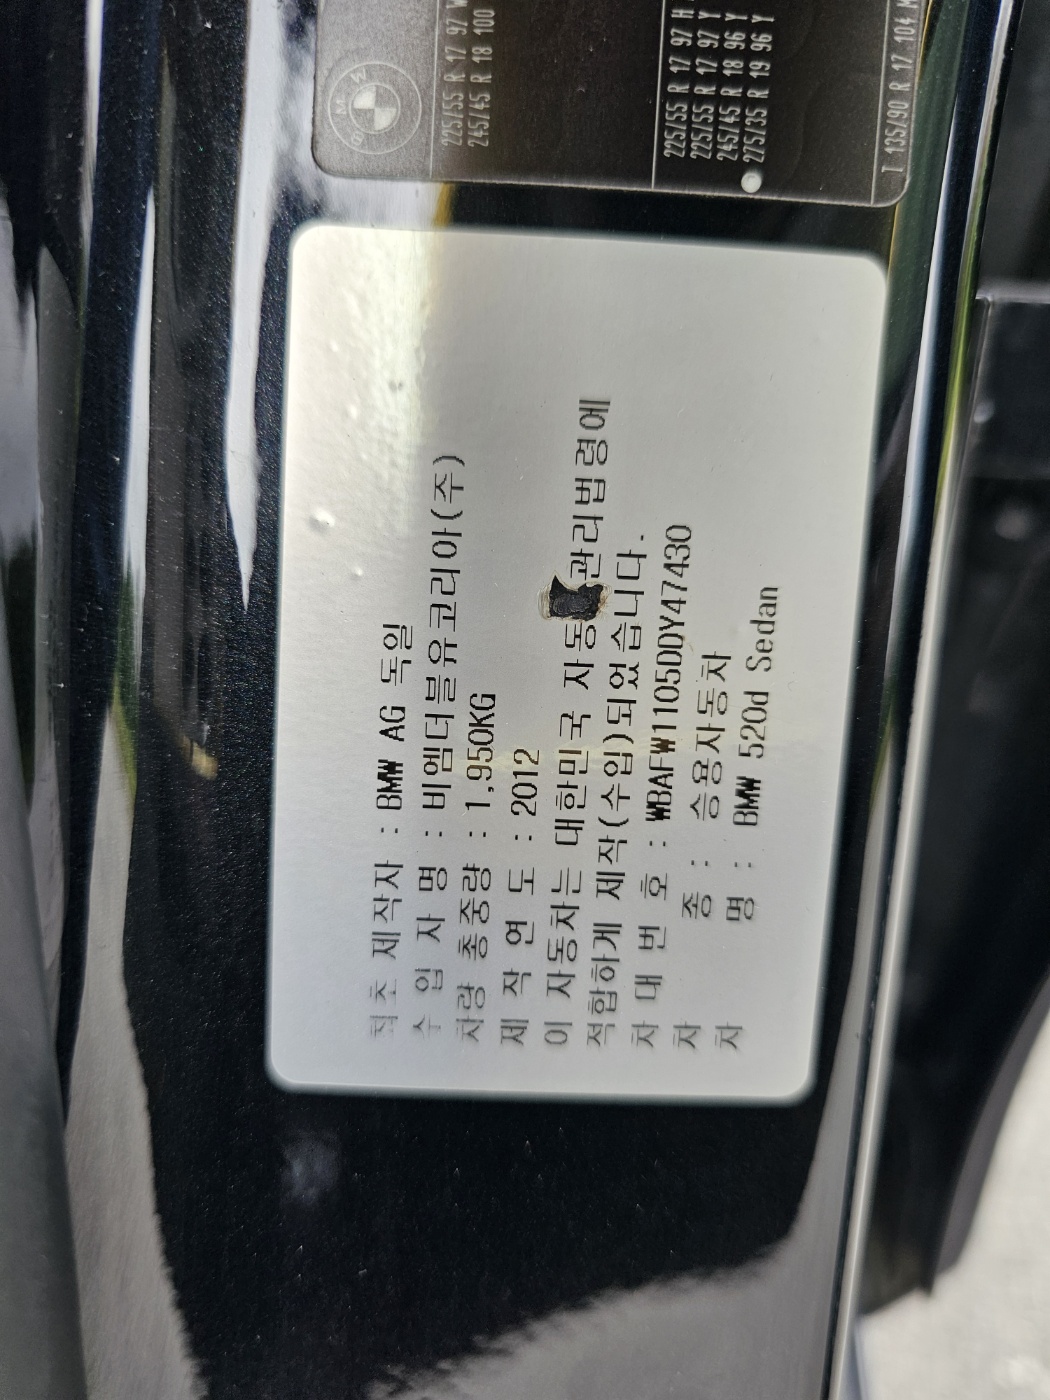 최초 제작자 : BMW AG 독일
수 입 자 명 : 비엠더블유코리아(주)
차량 총중량 : 1,950KG
제 작 연 도 : 2012
이 자동차는 대한민국 자동 관리법령에
적합하게 제작(수입)되었습니다.
차 대 번 호 : WBAFW1105DDY47430
차 종 : 승용자동차
차 명 : BMW 520d Sedan
BMW
225/55 R 17 97 W
245/45 R 18 100
225/55 R 17 97 H
225/55 R 17 97 Y
245/45 R 18 96 Y
275/35 R 19 96 Y
T 135/90 R 17 104 M